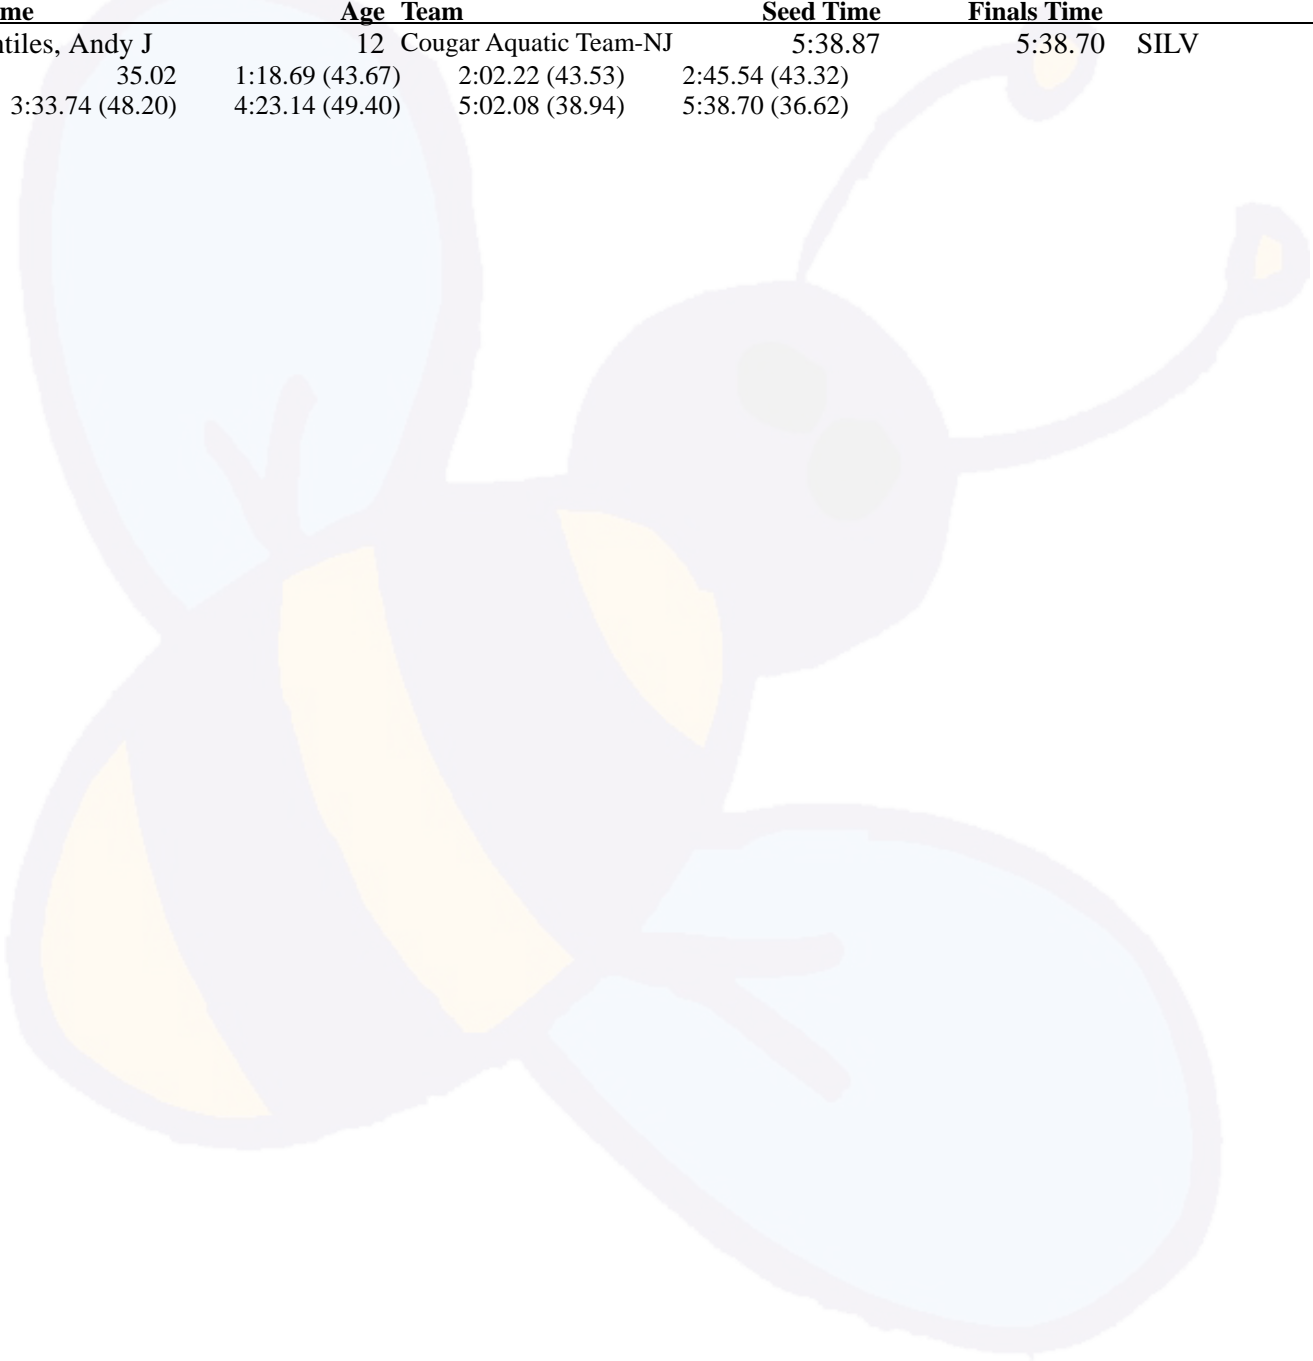 me Age Team Seed Time Finals Time
ntiles, Andy J 12 Cougar Aquatic Team-NJ 5:38.87 5:38.70 SILV
35.02 1:18.69 (43.67) 2:02.22 (43.53) 2:45.54 (43.32)
3:33.74 (48.20) 4:23.14 (49.40) 5:02.08 (38.94) 5:38.70 (36.62)